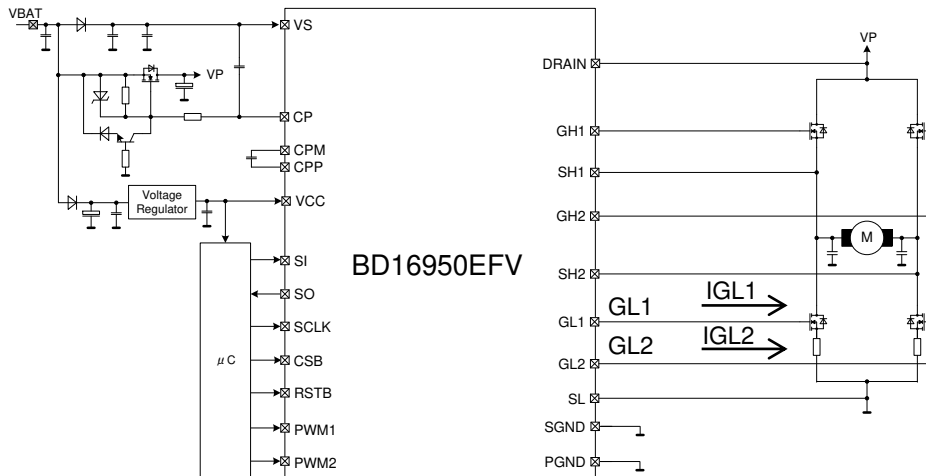 VBAT
VS
VP
CP
CPM
CPP
Voltage
Regulator
VCC
μC
SI
SO
SCLK
CSB
RSTB
PWM1
PWM2
BD16950EFV
VP
DRAIN
GH1
SH1
GH2
M
SH2
GL1
GL1
IGL1
GL2
IGL2
GL2
SL
SGND
PGND